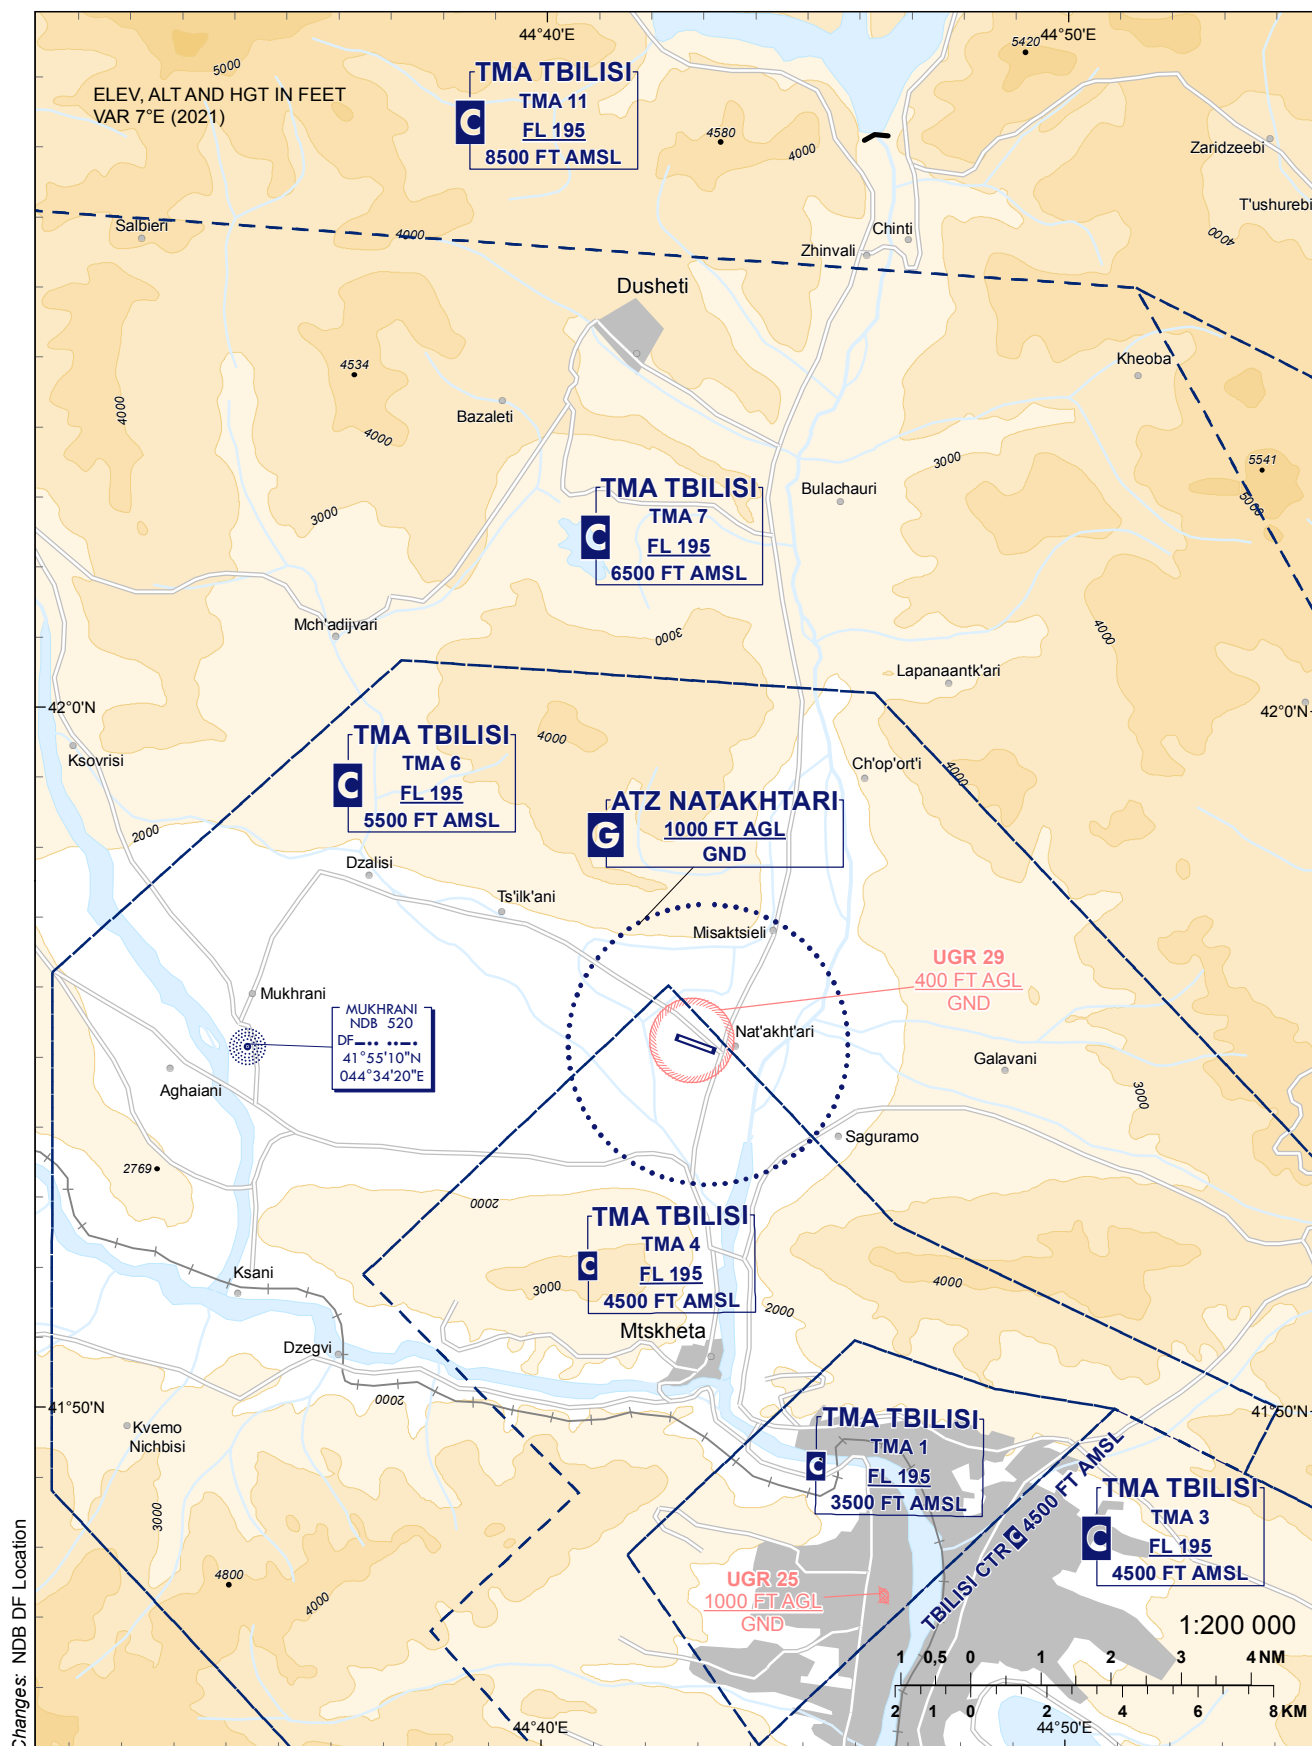 44°40'E
44°50'E
5420
5000
ELEV, ALT AND HGT IN FEET
VAR 7°E (2021)
TMA TBILISI
TMA 11
C
FL 195
8500 FT AMSL
4580
4000
Zaridzeebi
T'ushurebi
4000
Salbieri
4000
Chinti
Zhinvali
Dusheti
Kheoba
4534
4000
Bazaleti
4000
3000
5541
5000
TMA TBILISI
TMA 7
C
FL 195
6500 FT AMSL
Bulachauri
3000
Mch'adijvari
3000
4000
Lapanaantk'ari
42°0'N
42°0'N
Ksovrisi
TMA TBILISI
TMA 6
C
FL 195
5500 FT AMSL
4000
Ch'op'ort'i
4000
ATZ NATAKHTARI
G
1000 FT AGL
GND
2000
Dzalisi
Ts'ilk'ani
Misaktsieli
UGR 29
400 FT AGL
GND
Mukhrani
MUKHRANI
NDB 520
DF
41°55'10"N
044°34'20"E
Nat'akht'ari
Galavani
Aghaiani
3000
Saguramo
2769
2000
TMA TBILISI
TMA 4
C
FL 195
4500 FT AMSL
Ksani
3000
4000
2000
Mtskheta
Dzegvi
2000
41°50'N
41°50'N
Kvemo
Nichbisi
TMA TBILISI
TMA 1
C
FL 195
3500 FT AMSL
TBILISI CTR C 4500 FT AMSL
TMA TBILISI
TMA 3
C
FL 195
4500 FT AMSL
3000
4800
4000
UGR 25
1000 FT AGL
GND
1:200 000
1 0,5 0 1 2 3 4 NM
2 1 0 2 4 6 8 KM
44°40'E
44°50'E
Changes: NDB DF Location